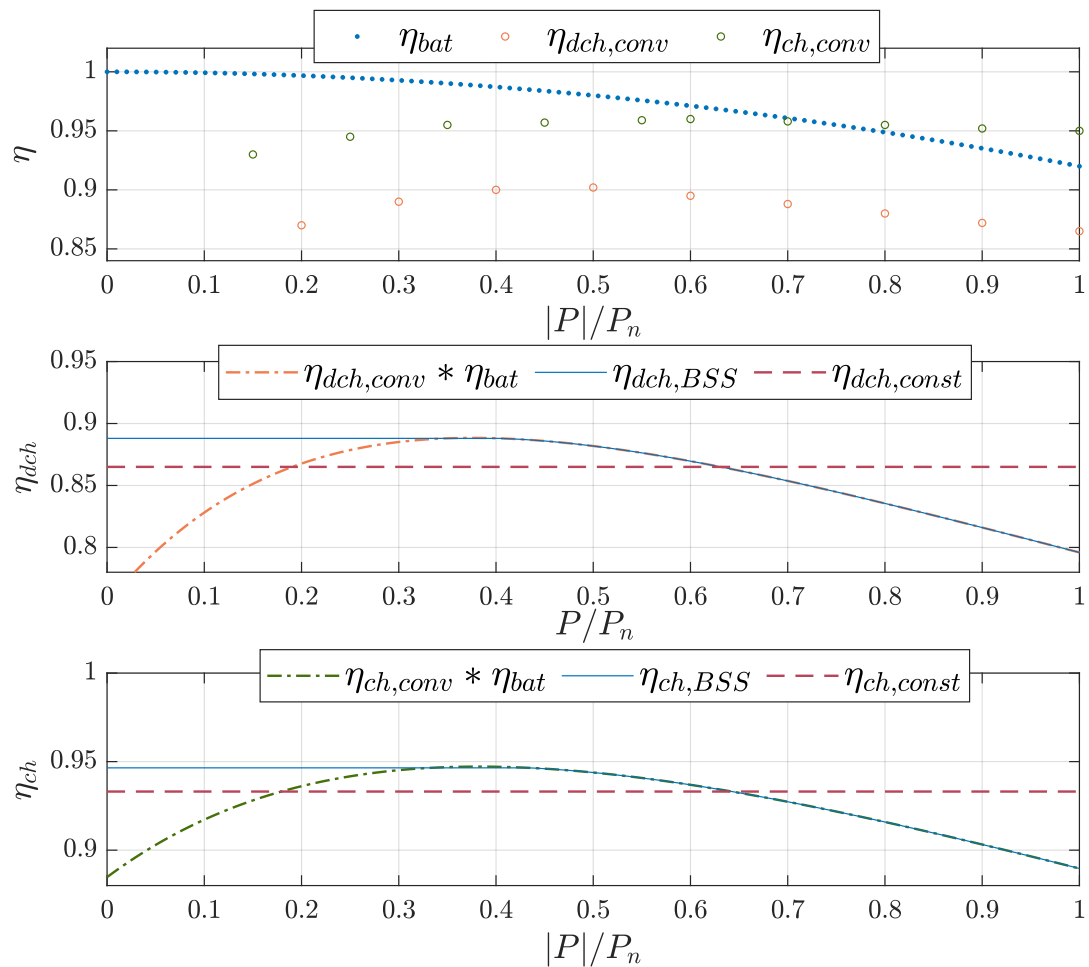 η_bat η_dch,conv η_ch,conv
η
1
0.95
0.9
0.85
0 0.1 0.2 0.3 0.4 0.5 0.6 0.7 0.8 0.9 1
|P|/P_n
η_dch,conv * η_bat η_dch,BSS η_dch,const
η_dch
0.95
0.9
0.85
0.8
0 0.1 0.2 0.3 0.4 0.5 0.6 0.7 0.8 0.9 1
P/P_n
η_ch,conv * η_bat η_ch,BSS η_ch,const
η_ch
1
0.95
0.9
0 0.1 0.2 0.3 0.4 0.5 0.6 0.7 0.8 0.9 1
|P|/P_n